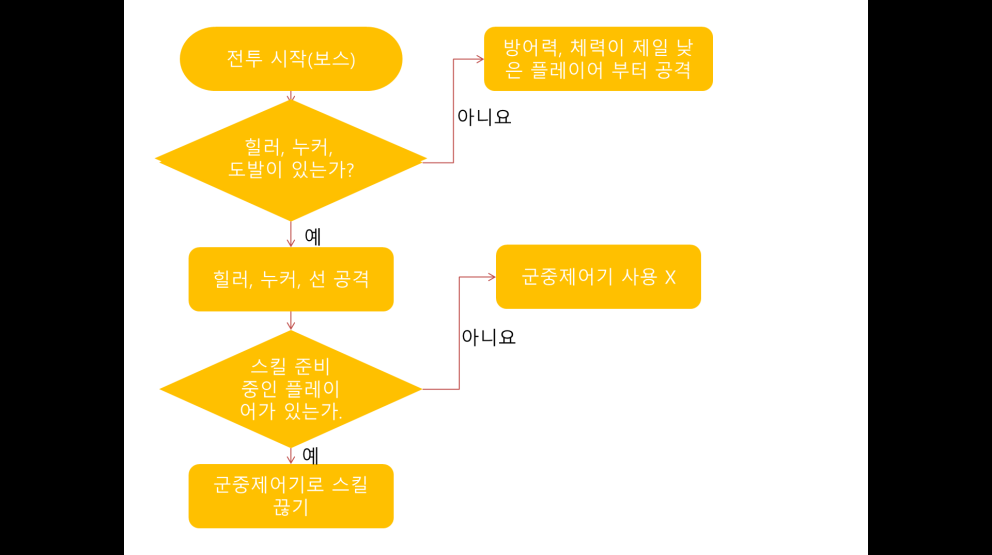 전투 시작(보스)
방어력, 체력이 제일 낮
은 플레이어 부터 공격
아니요
힐러, 누커,
도발이 있는가?
예
힐러, 누커, 선 공격
군중제어기 사용 X
아니요
스킬 준비
중인 플레이
어가 있는가.
예
군중제어기로 스킬
끊기